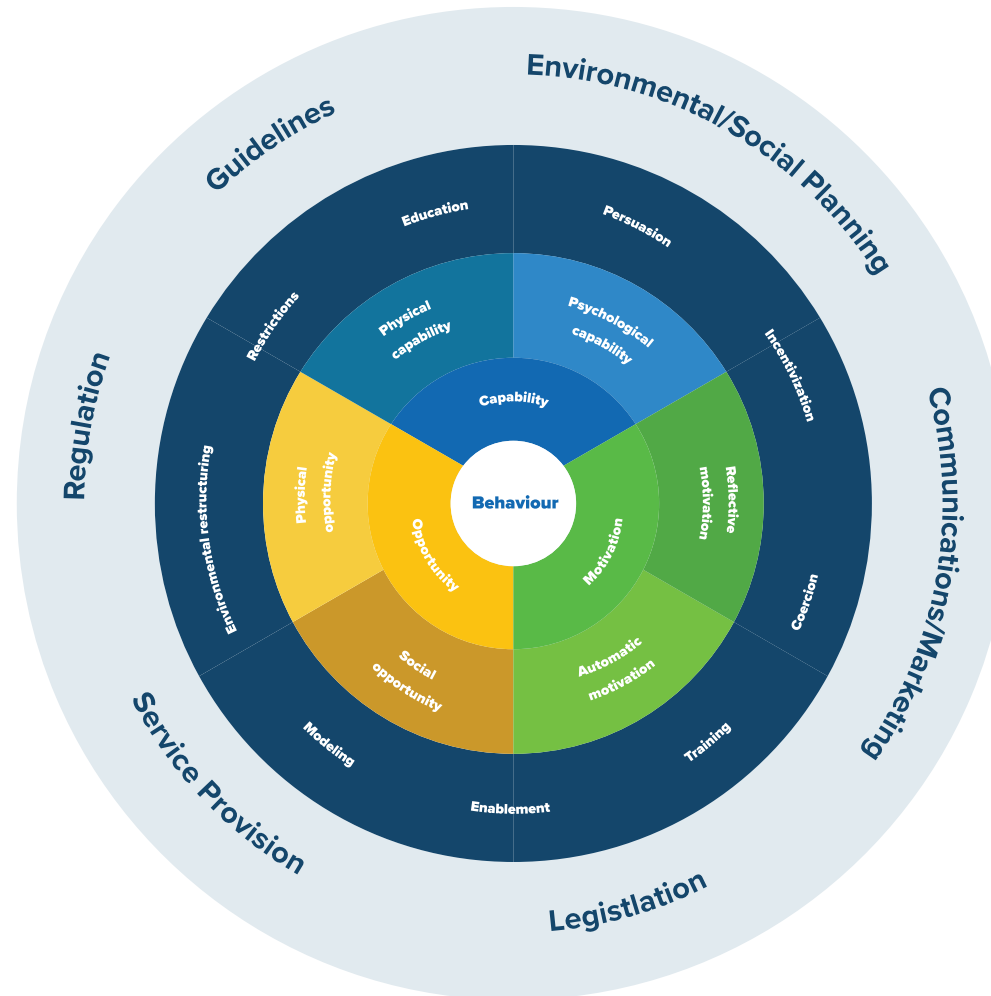 Environmental/Social Planning
Communications/Marketing
Legistlation
Service Provision
Regulation
Guidelines
Education
Persuasion
Incentivization
Coercion
Training
Enablement
Modeling
Environmental restructuring
Restrictions
Physical
capability
Psychological
capability
Reflective
motivation
Automatic
motivation
Social
opportunity
Physical
opportunity
Capability
Motivation
Opportunity
Behaviour